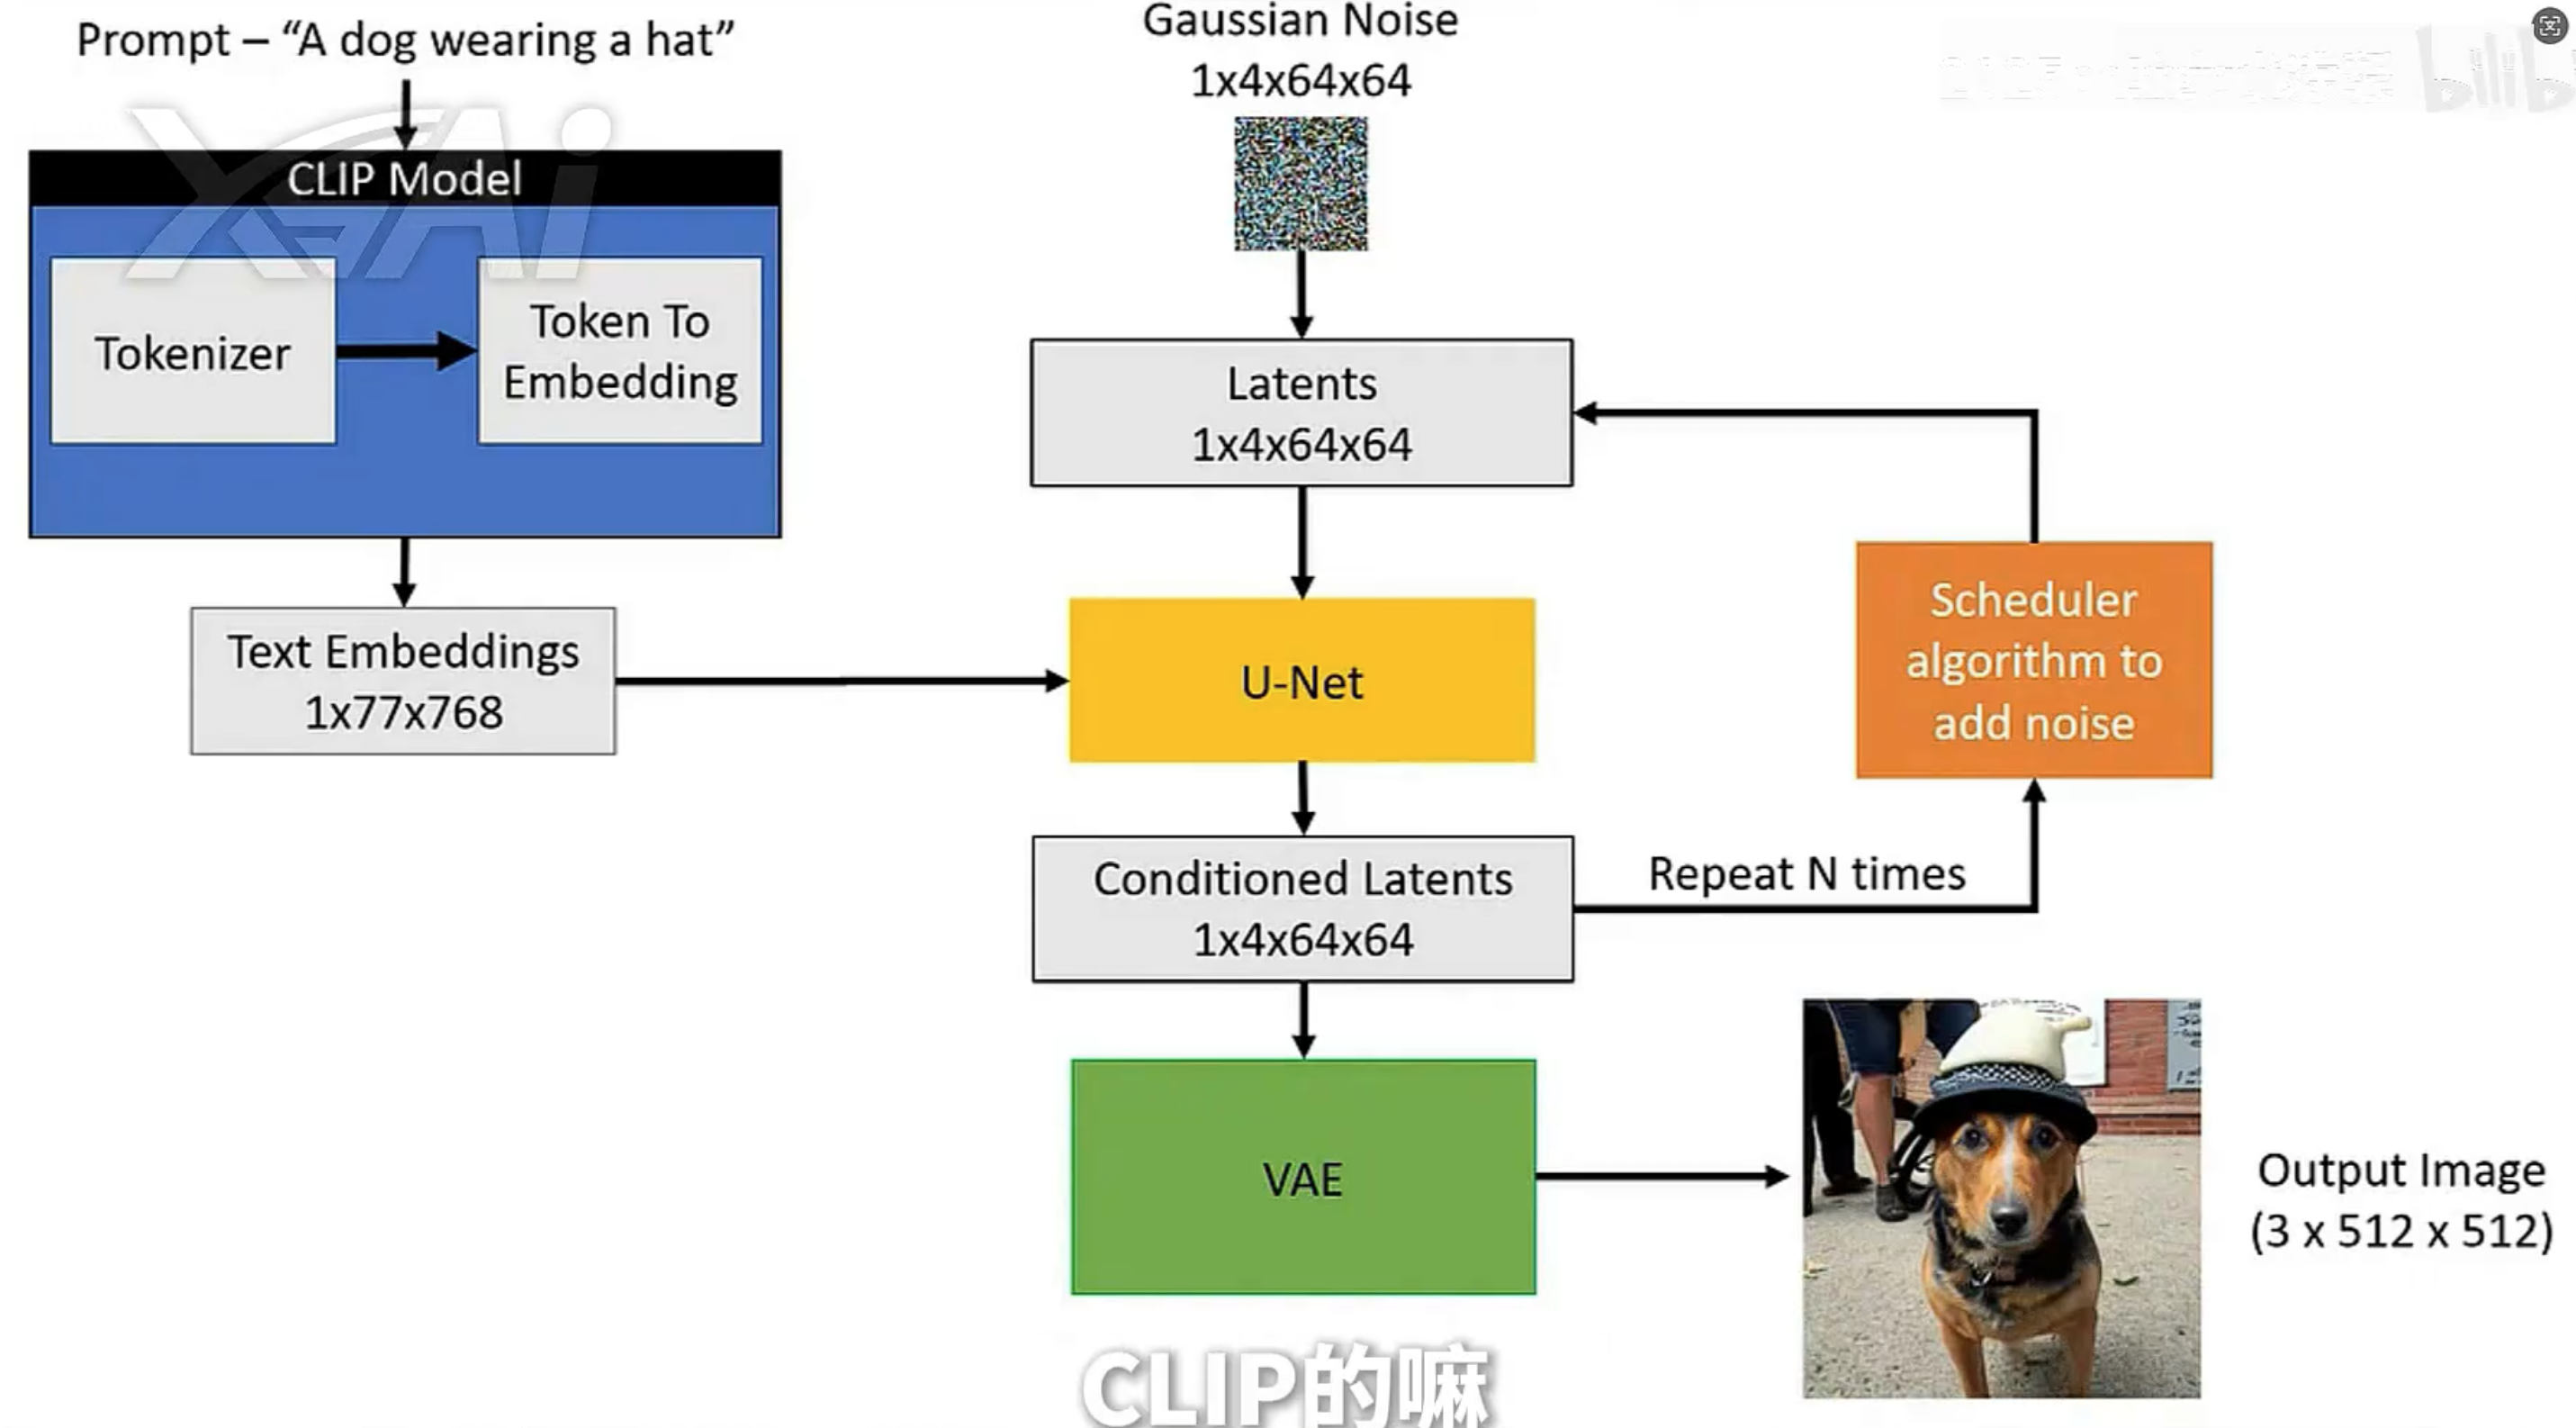 Prompt – “A dog wearing a hat”
CLIP Model
Tokenizer
Token To
Embedding
Text Embeddings
1x77x768
Gaussian Noise
1x4x64x64
Latents
1x4x64x64
U-Net
Conditioned Latents
1x4x64x64
Repeat N times
Scheduler
algorithm to
add noise
VAE
Output Image
(3 x 512 x 512)
CLIP的嘛